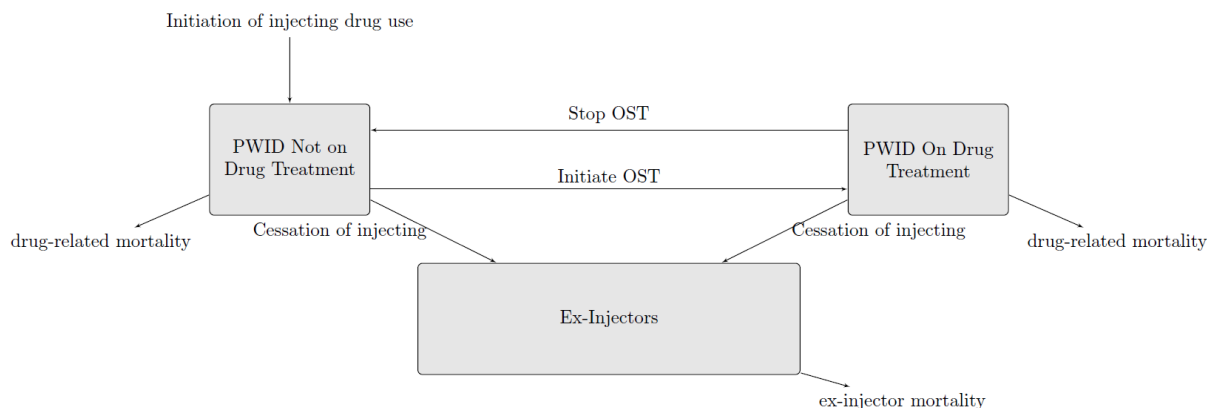 Initiation of injecting drug use
Stop OST
PWID Not on
Drug Treatment
PWID On Drug
Treatment
Initiate OST
Cessation of injecting
Cessation of injecting
drug-related mortality
drug-related mortality
Ex-Injectors
ex-injector mortality